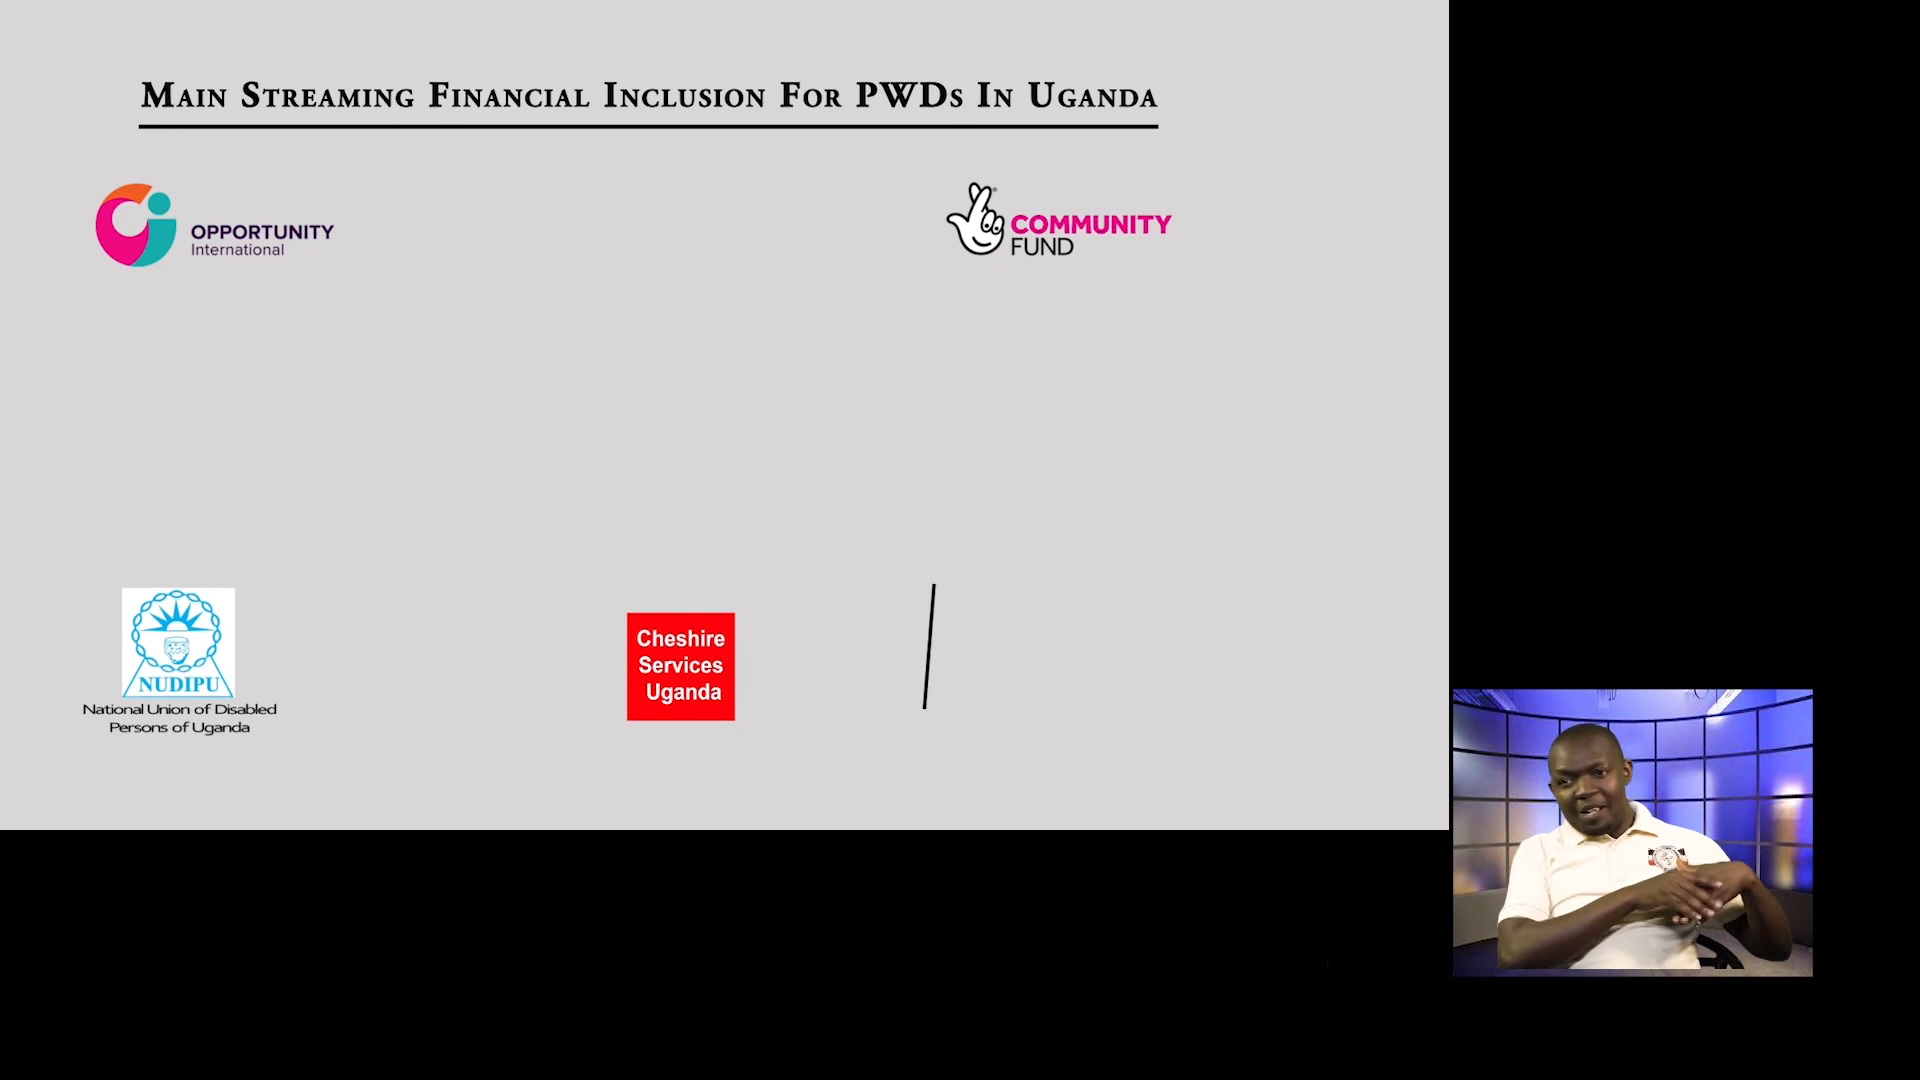 Main Streaming Financial Inclusion For PWDs In Uganda
OPPORTUNITY
International
COMMUNITY
FUND
NUDIPU
National Union of Disabled
Persons of Uganda
Cheshire
Services
Uganda